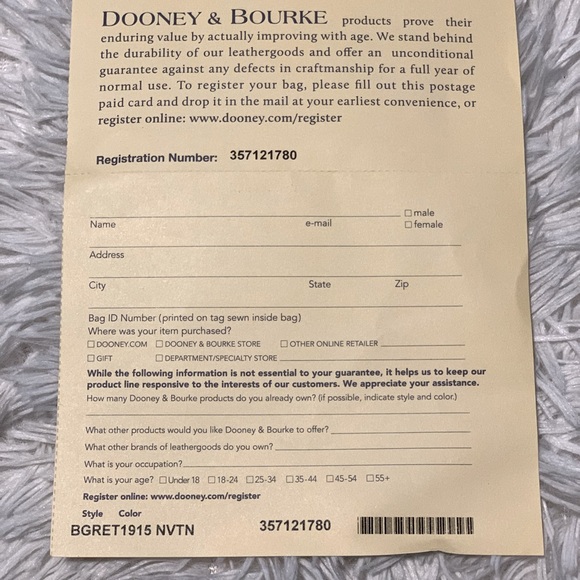 DOONEY & BOURKE products prove their
enduring value by actually improving with age. We stand behind
the durability of our leathergoods and offer an unconditional
guarantee against any defects in craftmanship for a full year of
normal use. To register your bag, please fill out this postage
paid card and drop it in the mail at your earliest convenience, or
register online: www.dooney.com/register
Registration Number: 357121780
☐ male
Name e-mail ☐ female
Address
City State Zip
Bag ID Number (printed on tag sewn inside bag)
Where was your item purchased?
☐ DOONEY.COM ☐ DOONEY & BOURKE STORE ☐ OTHER ONLINE RETAILER
☐ GIFT ☐ DEPARTMENT/SPECIALTY STORE
While the following information is not essential to your guarantee, it helps us to keep our
product line responsive to the interests of our customers. We appreciate your assistance.
How many Dooney & Bourke products do you already own? (if possible, indicate style and color.)
What other products would you like Dooney & Bourke to offer?
What other brands of leathergoods do you own?
What is your occupation?
What is your age? ☐ Under 18 ☐ 18-24 ☐ 25-34 ☐ 35-44 ☐ 45-54 ☐ 55+
Register online: www.dooney.com/register
Style Color
BGRET1915 NVTN 357121780